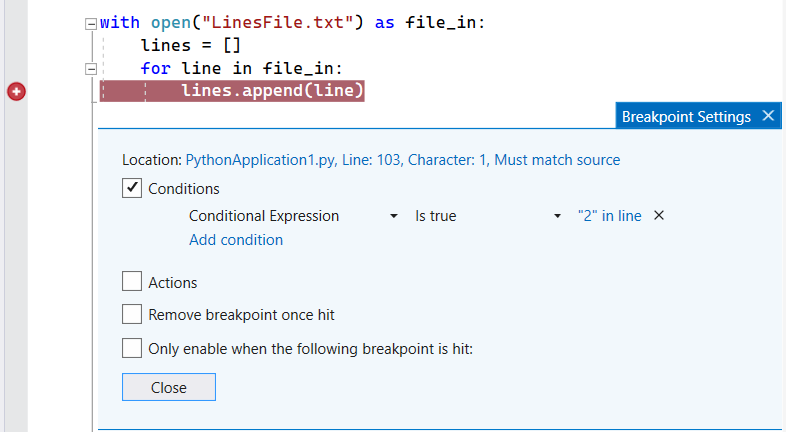 with open("LinesFile.txt") as file_in:
    lines = []
    for line in file_in:
        lines.append(line)
Breakpoint Settings ✕
Location: PythonApplication1.py, Line: 103, Character: 1, Must match source
Conditions
Conditional Expression Is true "2" in line ✕
Add condition
Actions
Remove breakpoint once hit
Only enable when the following breakpoint is hit:
Close